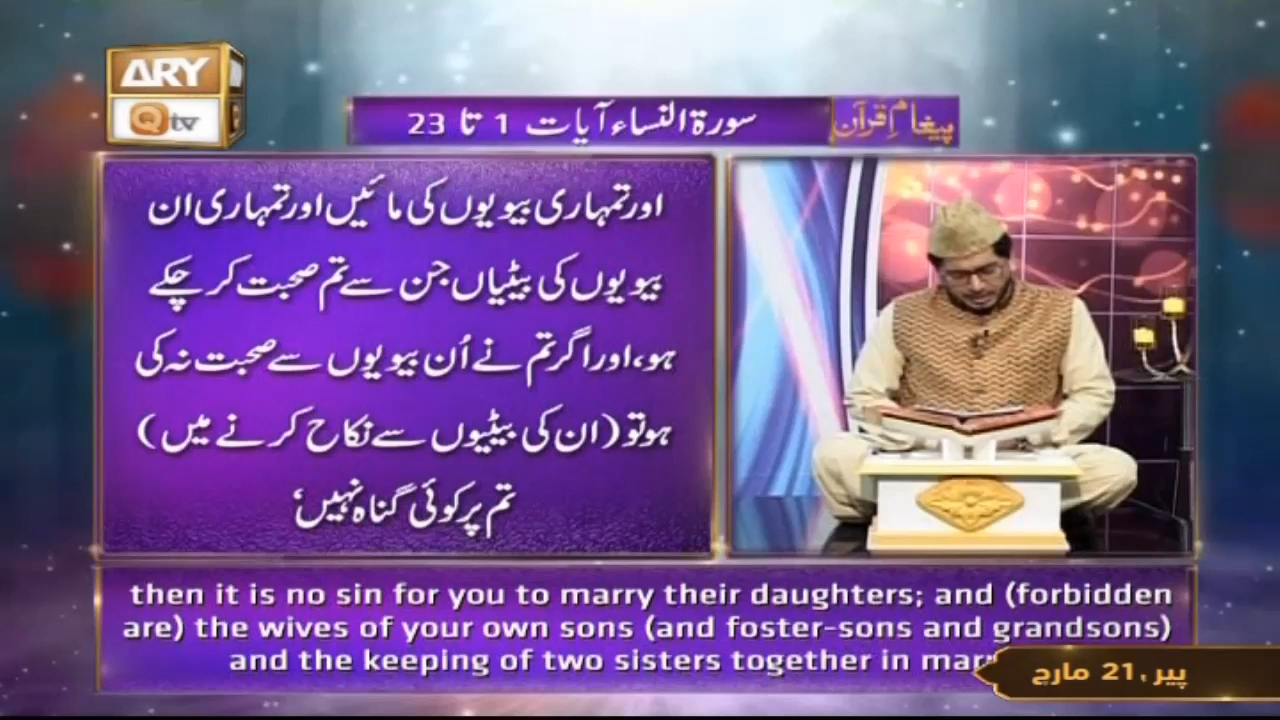 ARY
Qtv
پیغامِ قرآن
سورۃ النساء آیات 1 تا 23
اور تمہاری بیویوں کی مائیں اور تمہاری ان
بیویوں کی بیٹیاں جن سے تم صحبت کر چکے
ہو، اور اگر تم نے اُن بیویوں سے صحبت نہ کی
ہو تو (ان کی بیٹیوں سے نکاح کرنے میں)
تم پر کوئی گناہ نہیں،
then it is no sin for you to marry their daughters; and (forbidden
are) the wives of your own sons (and foster-sons and grandsons)
and the keeping of two sisters together in
پیر، 21 مارچ